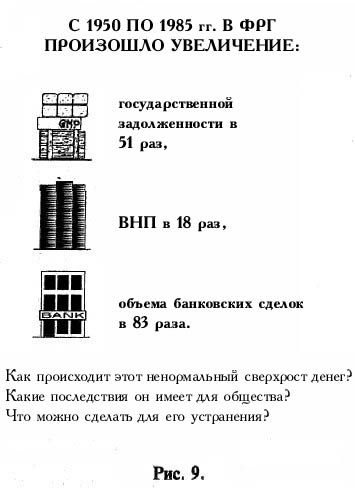 С 1950 ПО 1985 гг. В ФРГ
ПРОИЗОШЛО УВЕЛИЧЕНИЕ:
государственной
задолженности в
51 раз,
GNP
ВНП в 18 раз,
объема банковских сделок
в 83 раза.
BANK
Как происходит этот ненормальный сверхрост денег?
Какие последствия он имеет для общества?
Что можно сделать для его устранения?
Рис. 9.